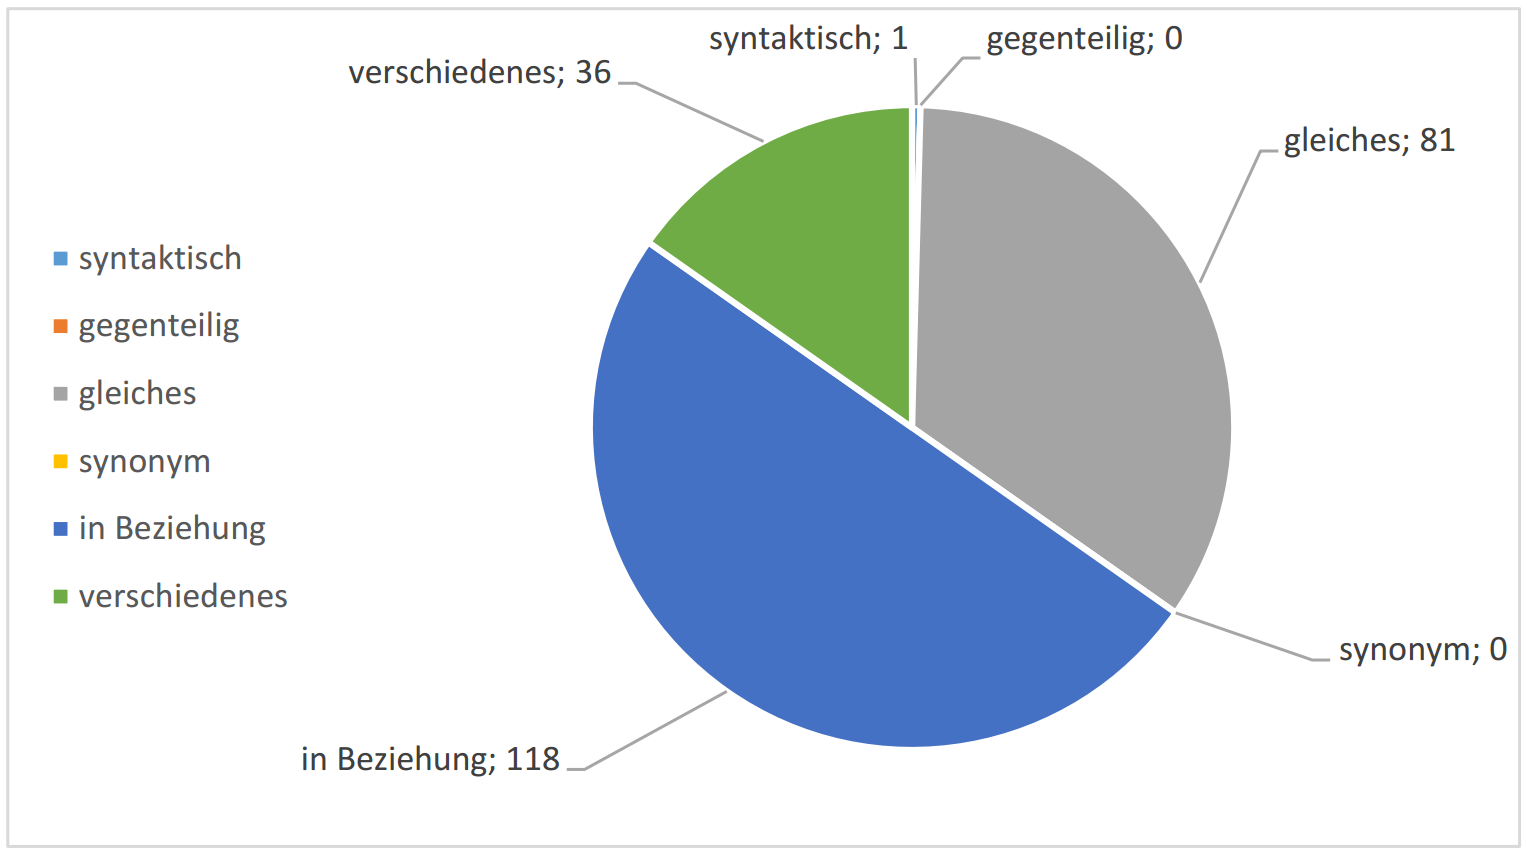 syntaktisch; 1
gegenteilig; 0
verschiedenes; 36
gleiches; 81
syntaktisch
gegenteilig
gleiches
synonym
in Beziehung
verschiedenes
synonym; 0
in Beziehung; 118